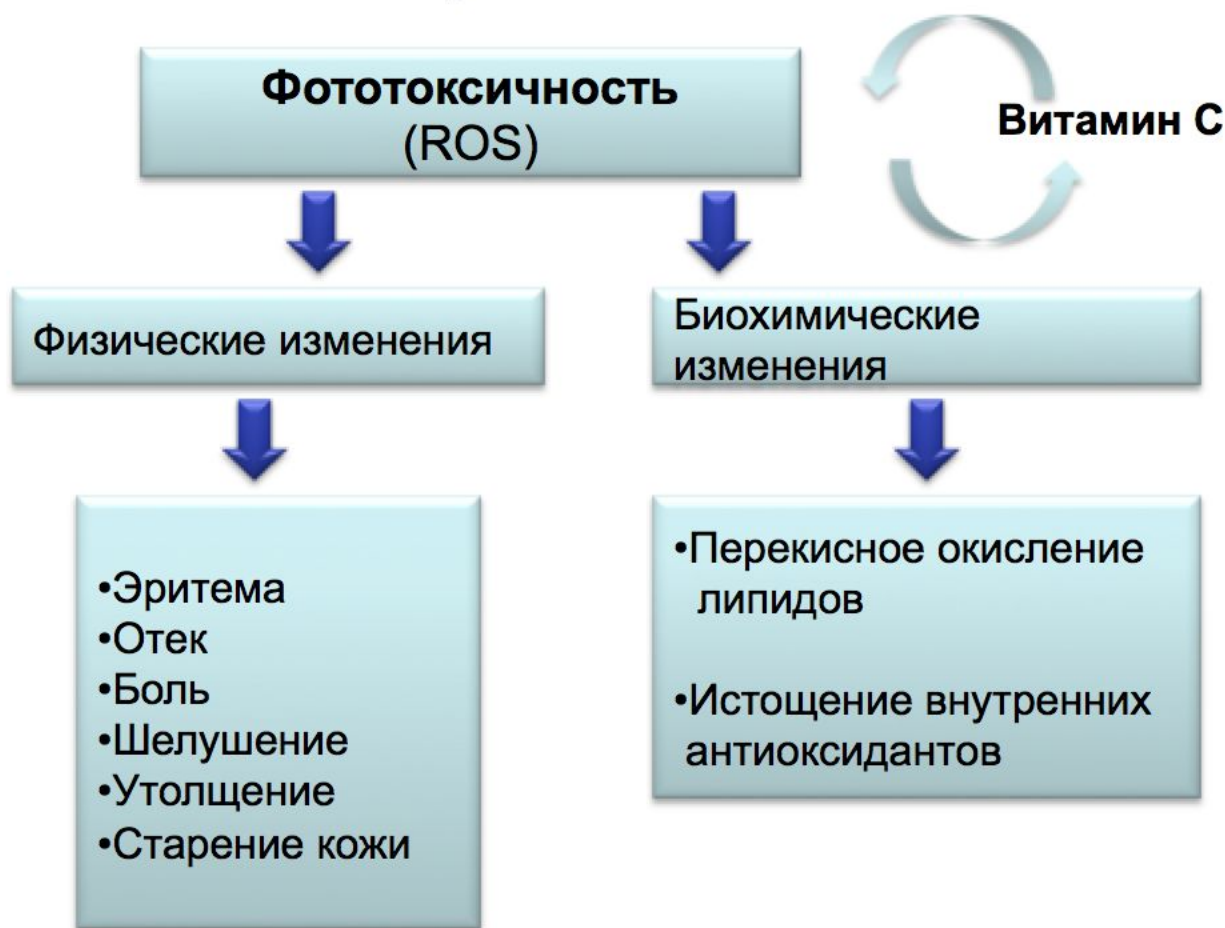 Фототоксичность
(ROS)
Витамин С
Физические изменения
Биохимические
изменения
•Эритема
•Отек
•Боль
•Шелушение
•Утолщение
•Старение кожи
•Перекисное окисление
липидов
•Истощение внутренних
антиоксидантов